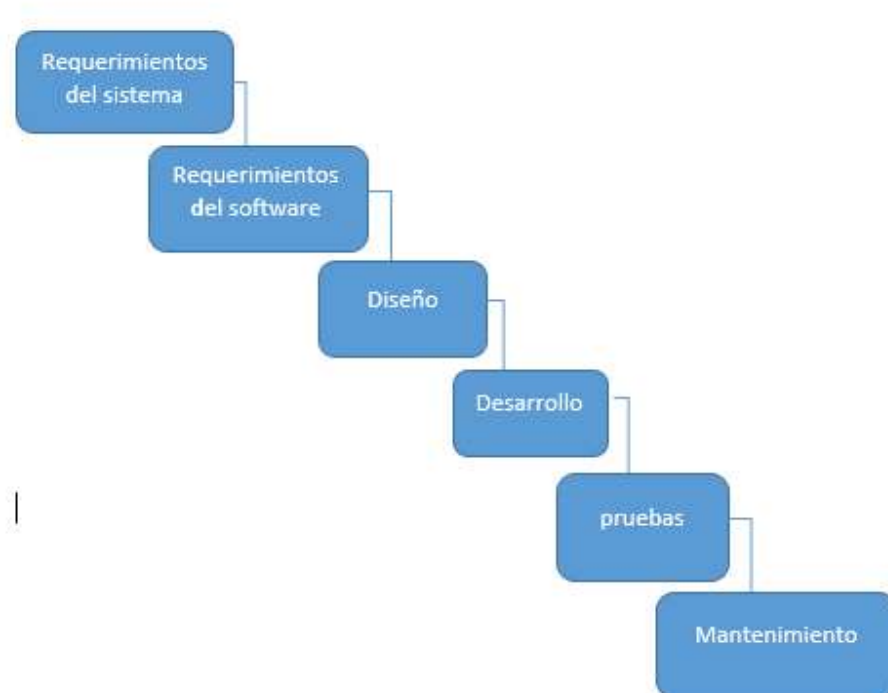 Requerimientos
del sistema
Requerimientos
del software
Diseño
Desarrollo
pruebas
Mantenimiento